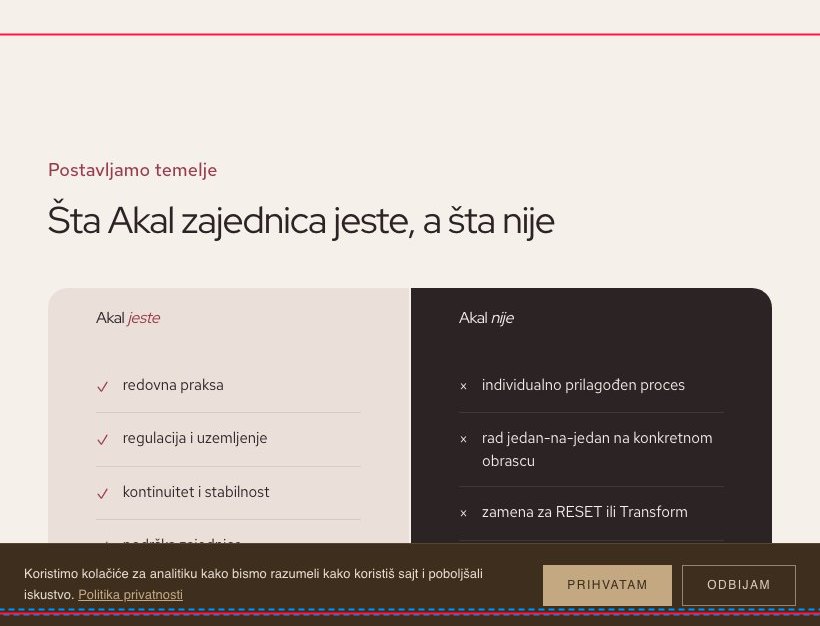 Postavljamo temelje
Šta Akal zajednica jeste, a šta nije
Akal jeste
✓ redovna praksa
✓ regulacija i uzemljenje
✓ kontinuitet i stabilnost
Akal nije
× individualno prilagođen proces
× rad jedan-na-jedan na konkretnom
obrascu
× zamena za RESET ili Transform
Koristimo kolačiće za analitiku kako bismo razumeli kako koristiš sajt i poboljšali
iskustvo. Politika privatnosti
PRIHVATAM
ODBIJAM